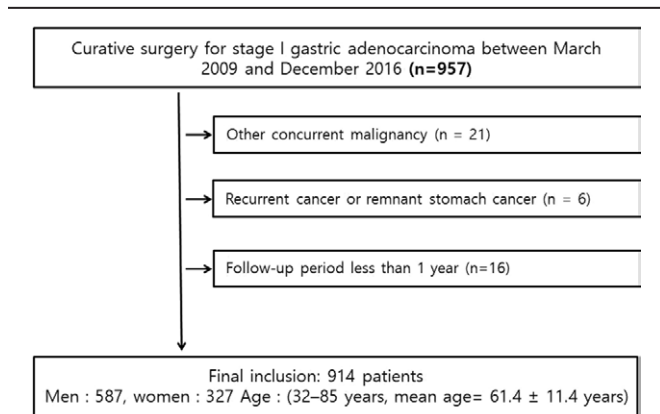 Curative surgery for stage I gastric adenocarcinoma between March
2009 and December 2016 (n=957)
Other concurrent malignancy (n = 21)
Recurrent cancer or remnant stomach cancer (n = 6)
Follow-up period less than 1 year (n=16)
Final inclusion: 914 patients
Men : 587, women : 327 Age : (32–85 years, mean age= 61.4 ± 11.4 years)